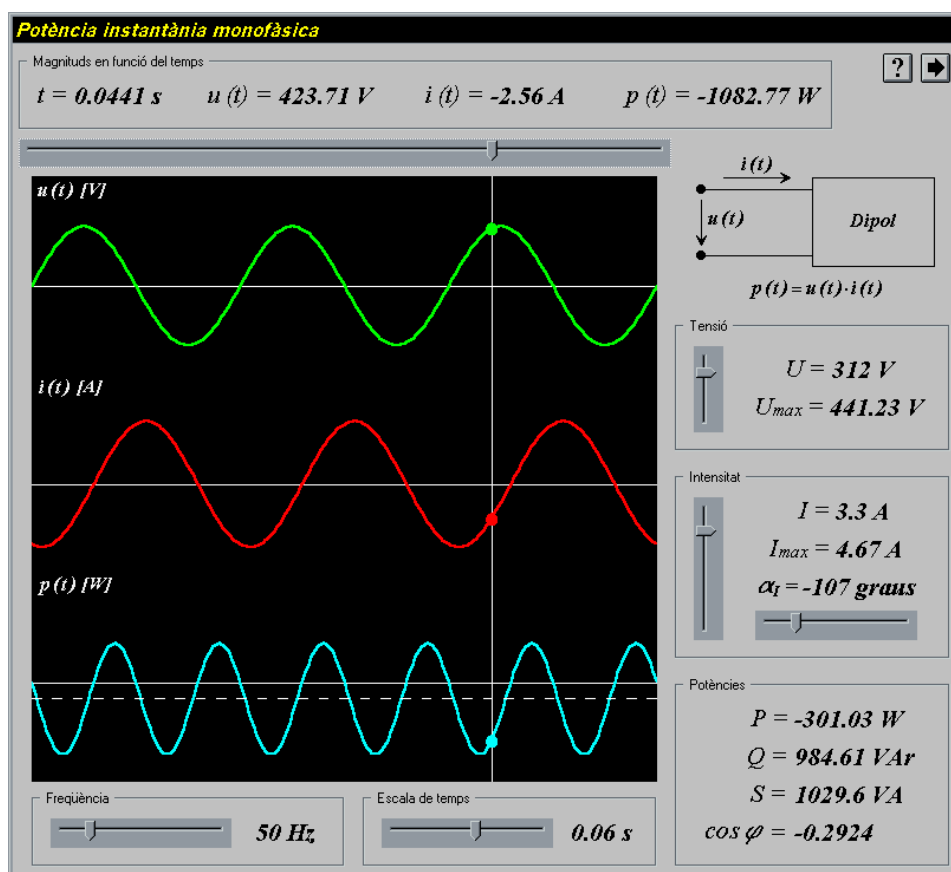 Potència instantània monofàsica
Magnituds en funció del temps
t = 0.0441 s u (t) = 423.71 V i (t) = -2.56 A p (t) = -1082.77 W
?
u (t) [V]
i (t) [A]
p (t) [W]
i (t)
u (t)
Dipol
p (t) = u (t) · i (t)
Tensió
U = 312 V
Umax = 441.23 V
Intensitat
I = 3.3 A
Imax = 4.67 A
αI = -107 graus
Potències
P = -301.03 W
Q = 984.61 VAr
S = 1029.6 VA
cos φ = -0.2924
Freqüència
50 Hz
Escala de temps
0.06 s